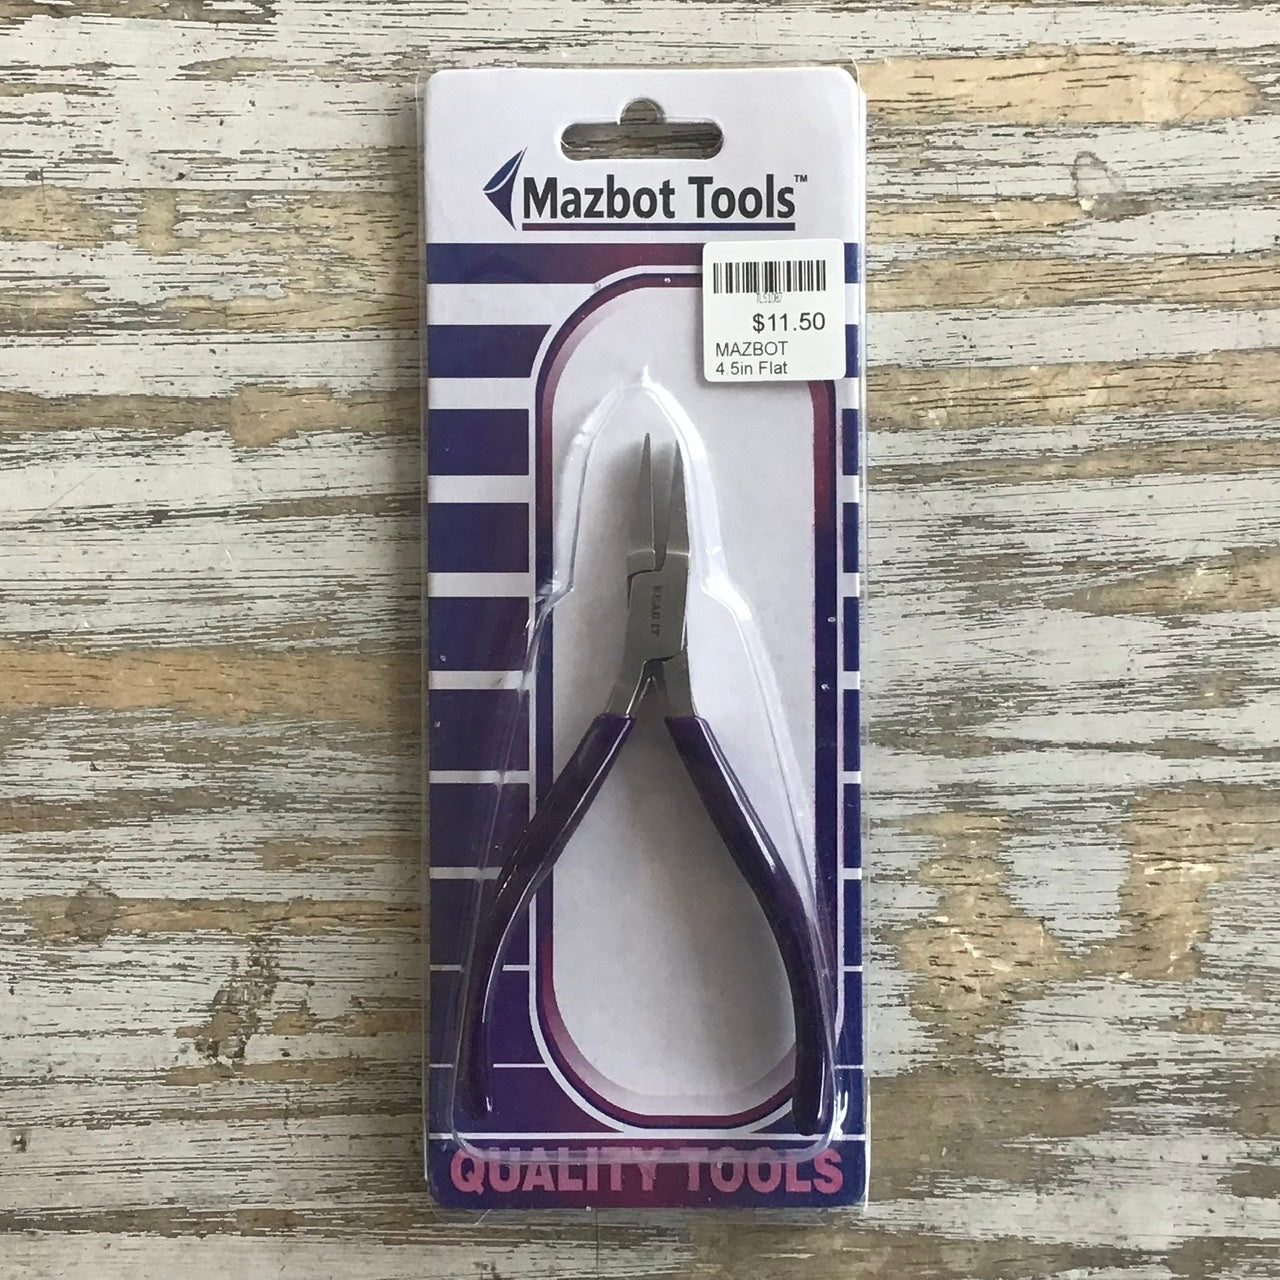 Mazbot Tools™
$11.50
MAZBOT
4.5in Flat
BEAD IT
QUALITY TOOLS